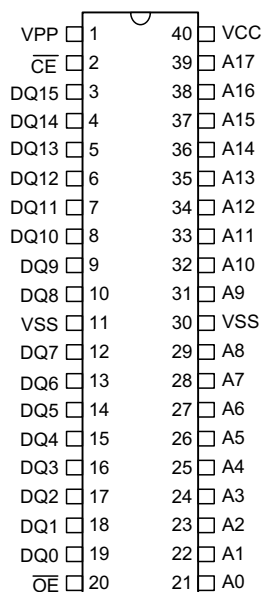 VPP 1 40 VCC
C̅E̅ 2 39 A17
DQ15 3 38 A16
DQ14 4 37 A15
DQ13 5 36 A14
DQ12 6 35 A13
DQ11 7 34 A12
DQ10 8 33 A11
DQ9 9 32 A10
DQ8 10 31 A9
VSS 11 30 VSS
DQ7 12 29 A8
DQ6 13 28 A7
DQ5 14 27 A6
DQ4 15 26 A5
DQ3 16 25 A4
DQ2 17 24 A3
DQ1 18 23 A2
DQ0 19 22 A1
O̅E̅ 20 21 A0